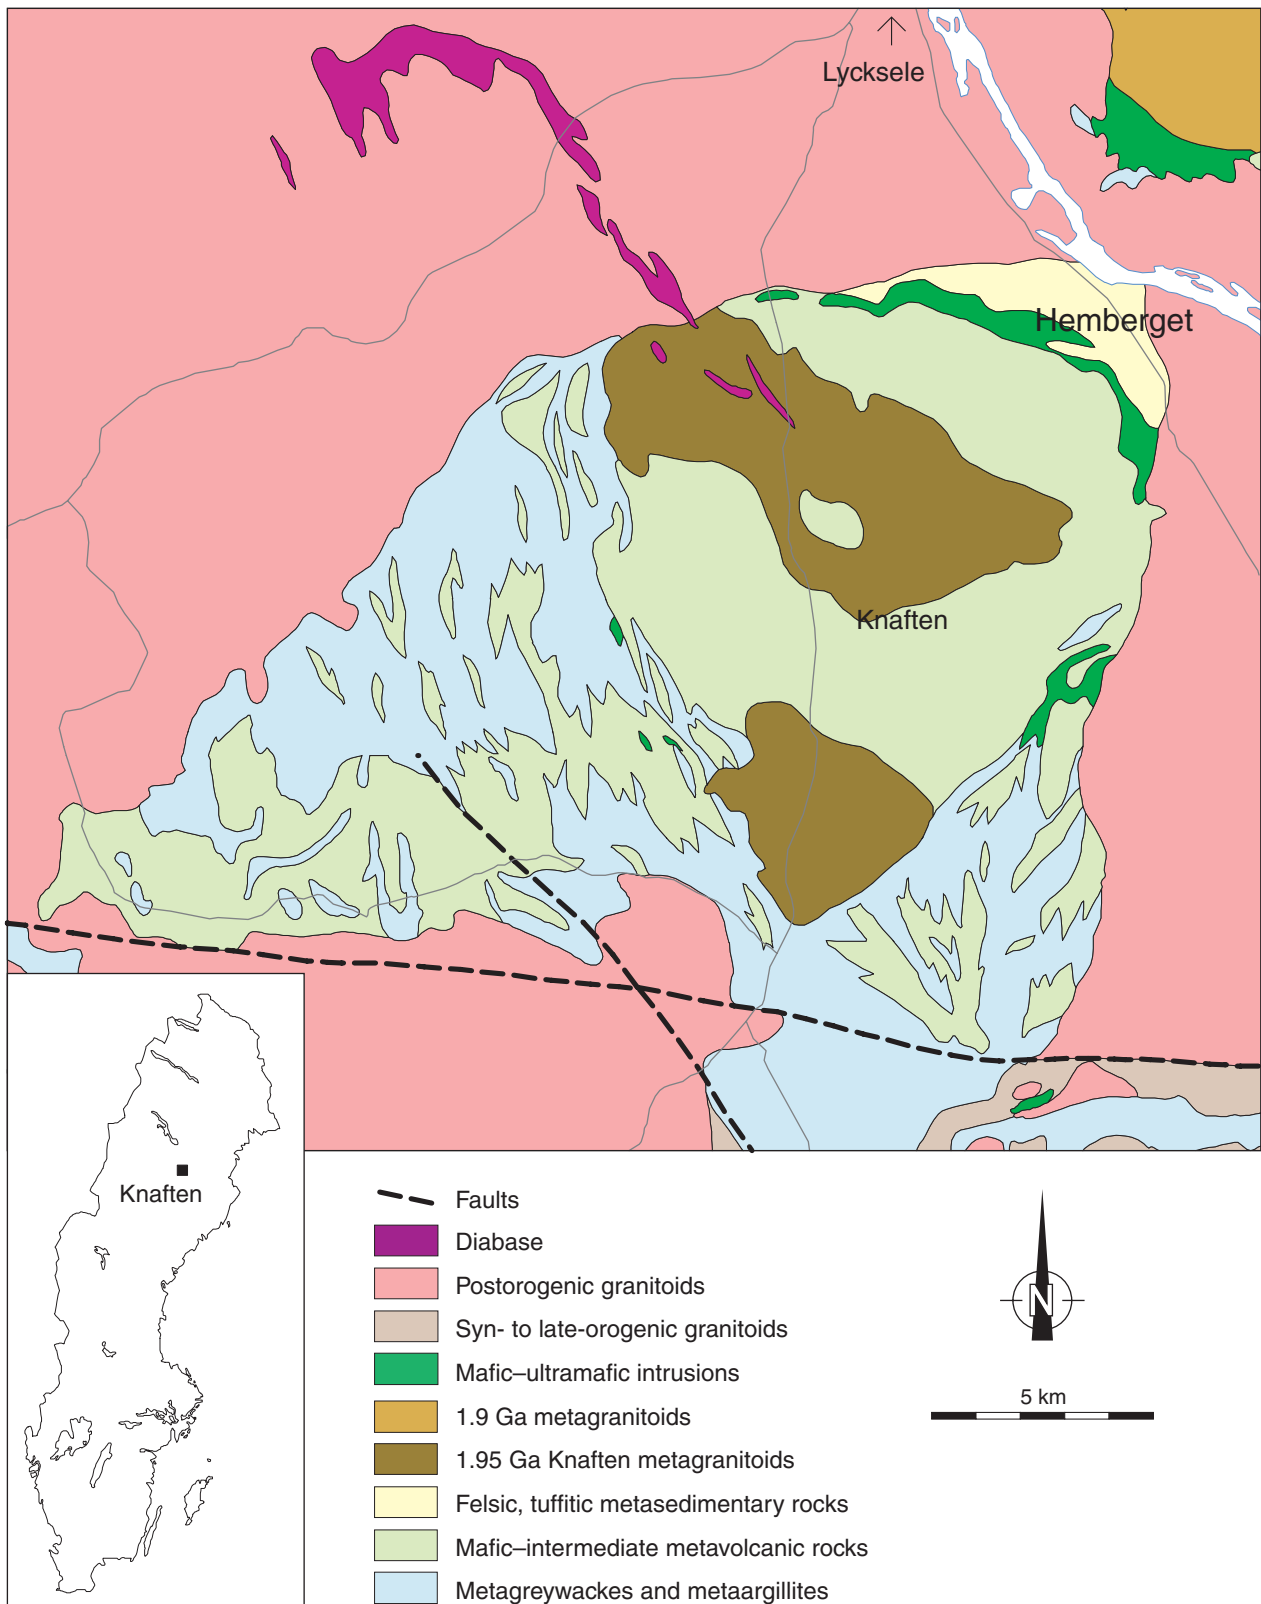 Lycksele
Hemberget
Knaften
Knaften
Faults
Diabase
Postorogenic granitoids
Syn- to late-orogenic granitoids
Mafic–ultramafic intrusions
1.9 Ga metagranitoids
1.95 Ga Knaften metagranitoids
Felsic, tuffitic metasedimentary rocks
Mafic–intermediate metavolcanic rocks
Metagreywackes and metaargillites
N
5 km